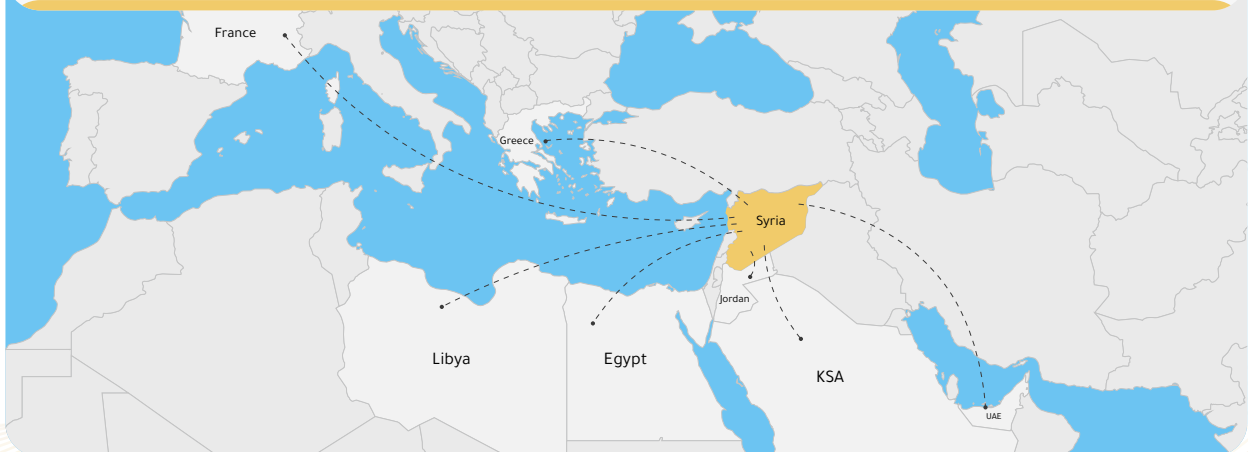 France
Greece
Syria
Jordan
Libya
Egypt
KSA
UAE